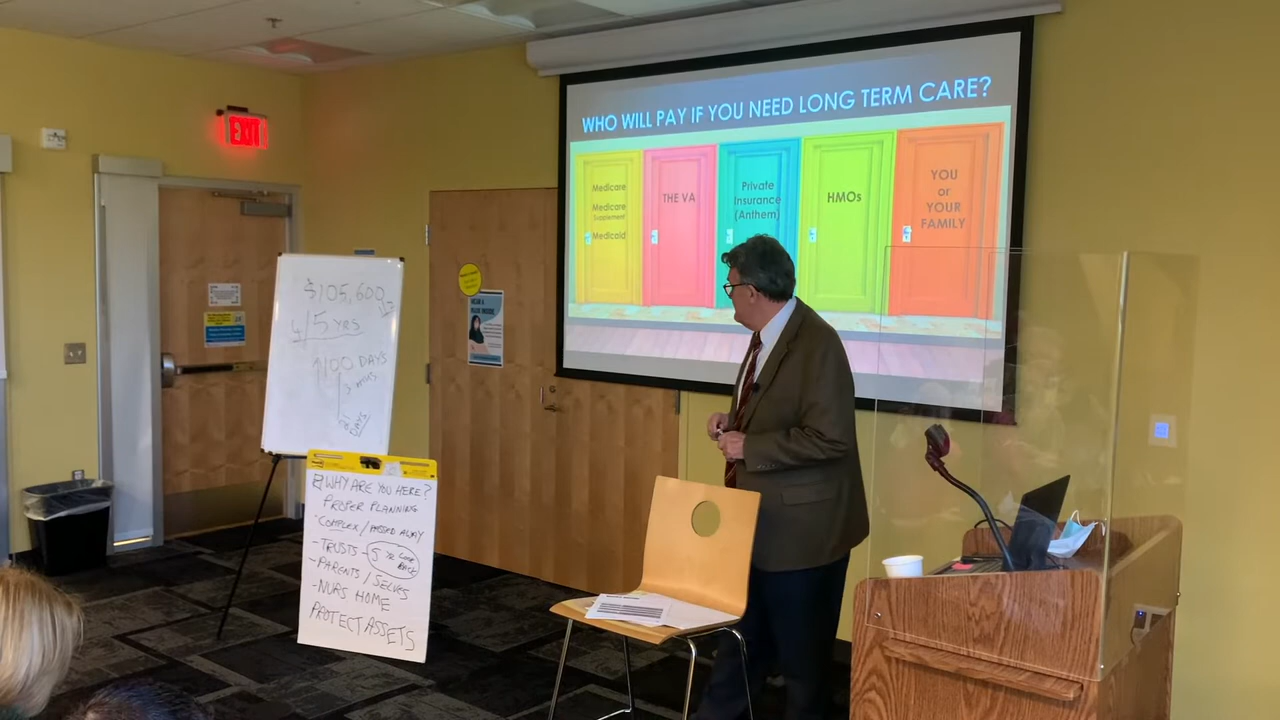 EXIT
WHO WILL PAY IF YOU NEED LONG TERM CARE?
Medicare
Medicare
Supplement
Medicaid
THE VA
Private
Insurance
(Anthem)
HMOs
YOU
or
YOUR
FAMILY
$105,600
5 YRS
100 DAYS
WHY ARE YOU HERE?
PROPER PLANNING
COMPLEX / PASSED AWAY
- TRUSTS - 5 YR LOOK
BACK
- PARENTS / SELVES
- NURS HOME
PROTECT ASSETS